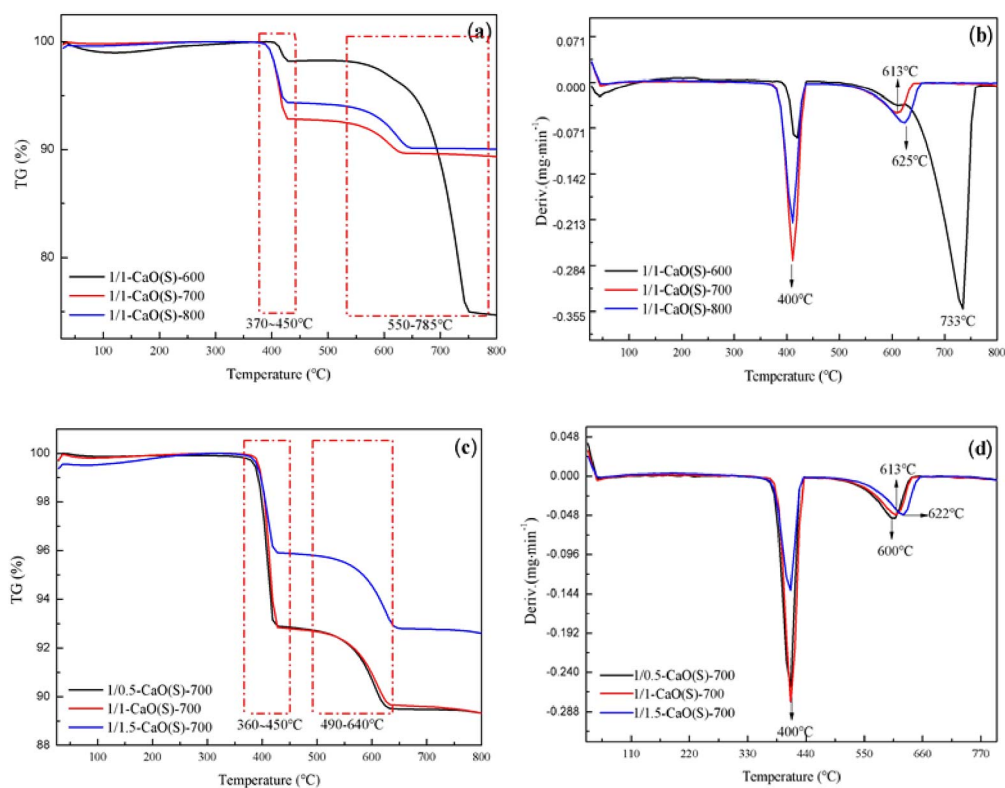 (a)
100
90
80
TG (%)
1/1-CaO(S)-600
1/1-CaO(S)-700
1/1-CaO(S)-800
370~450°C
550-785°C
100 200 300 400 500 600 700 800
Temperature (°C)
(b)
0.071
0.000
-0.071
-0.142
-0.213
-0.284
-0.355
Deriv.(mg·min⁻¹)
613°C
625°C
400°C
733°C
1/1-CaO(S)-600
1/1-CaO(S)-700
1/1-CaO(S)-800
100 200 300 400 500 600 700 800
Temperature (°C)
(c)
100
98
96
94
92
90
88
TG (%)
1/0.5-CaO(S)-700
1/1-CaO(S)-700
1/1.5-CaO(S)-700
360~450°C
490-640°C
100 200 300 400 500 600 700 800
Temperature (°C)
(d)
0.048
0.000
-0.048
-0.096
-0.144
-0.192
-0.240
-0.288
Deriv.(mg·min⁻¹)
613°C
622°C
600°C
400°C
1/0.5-CaO(S)-700
1/1-CaO(S)-700
1/1.5-CaO(S)-700
110 220 330 440 550 660 770
Temperature (°C)